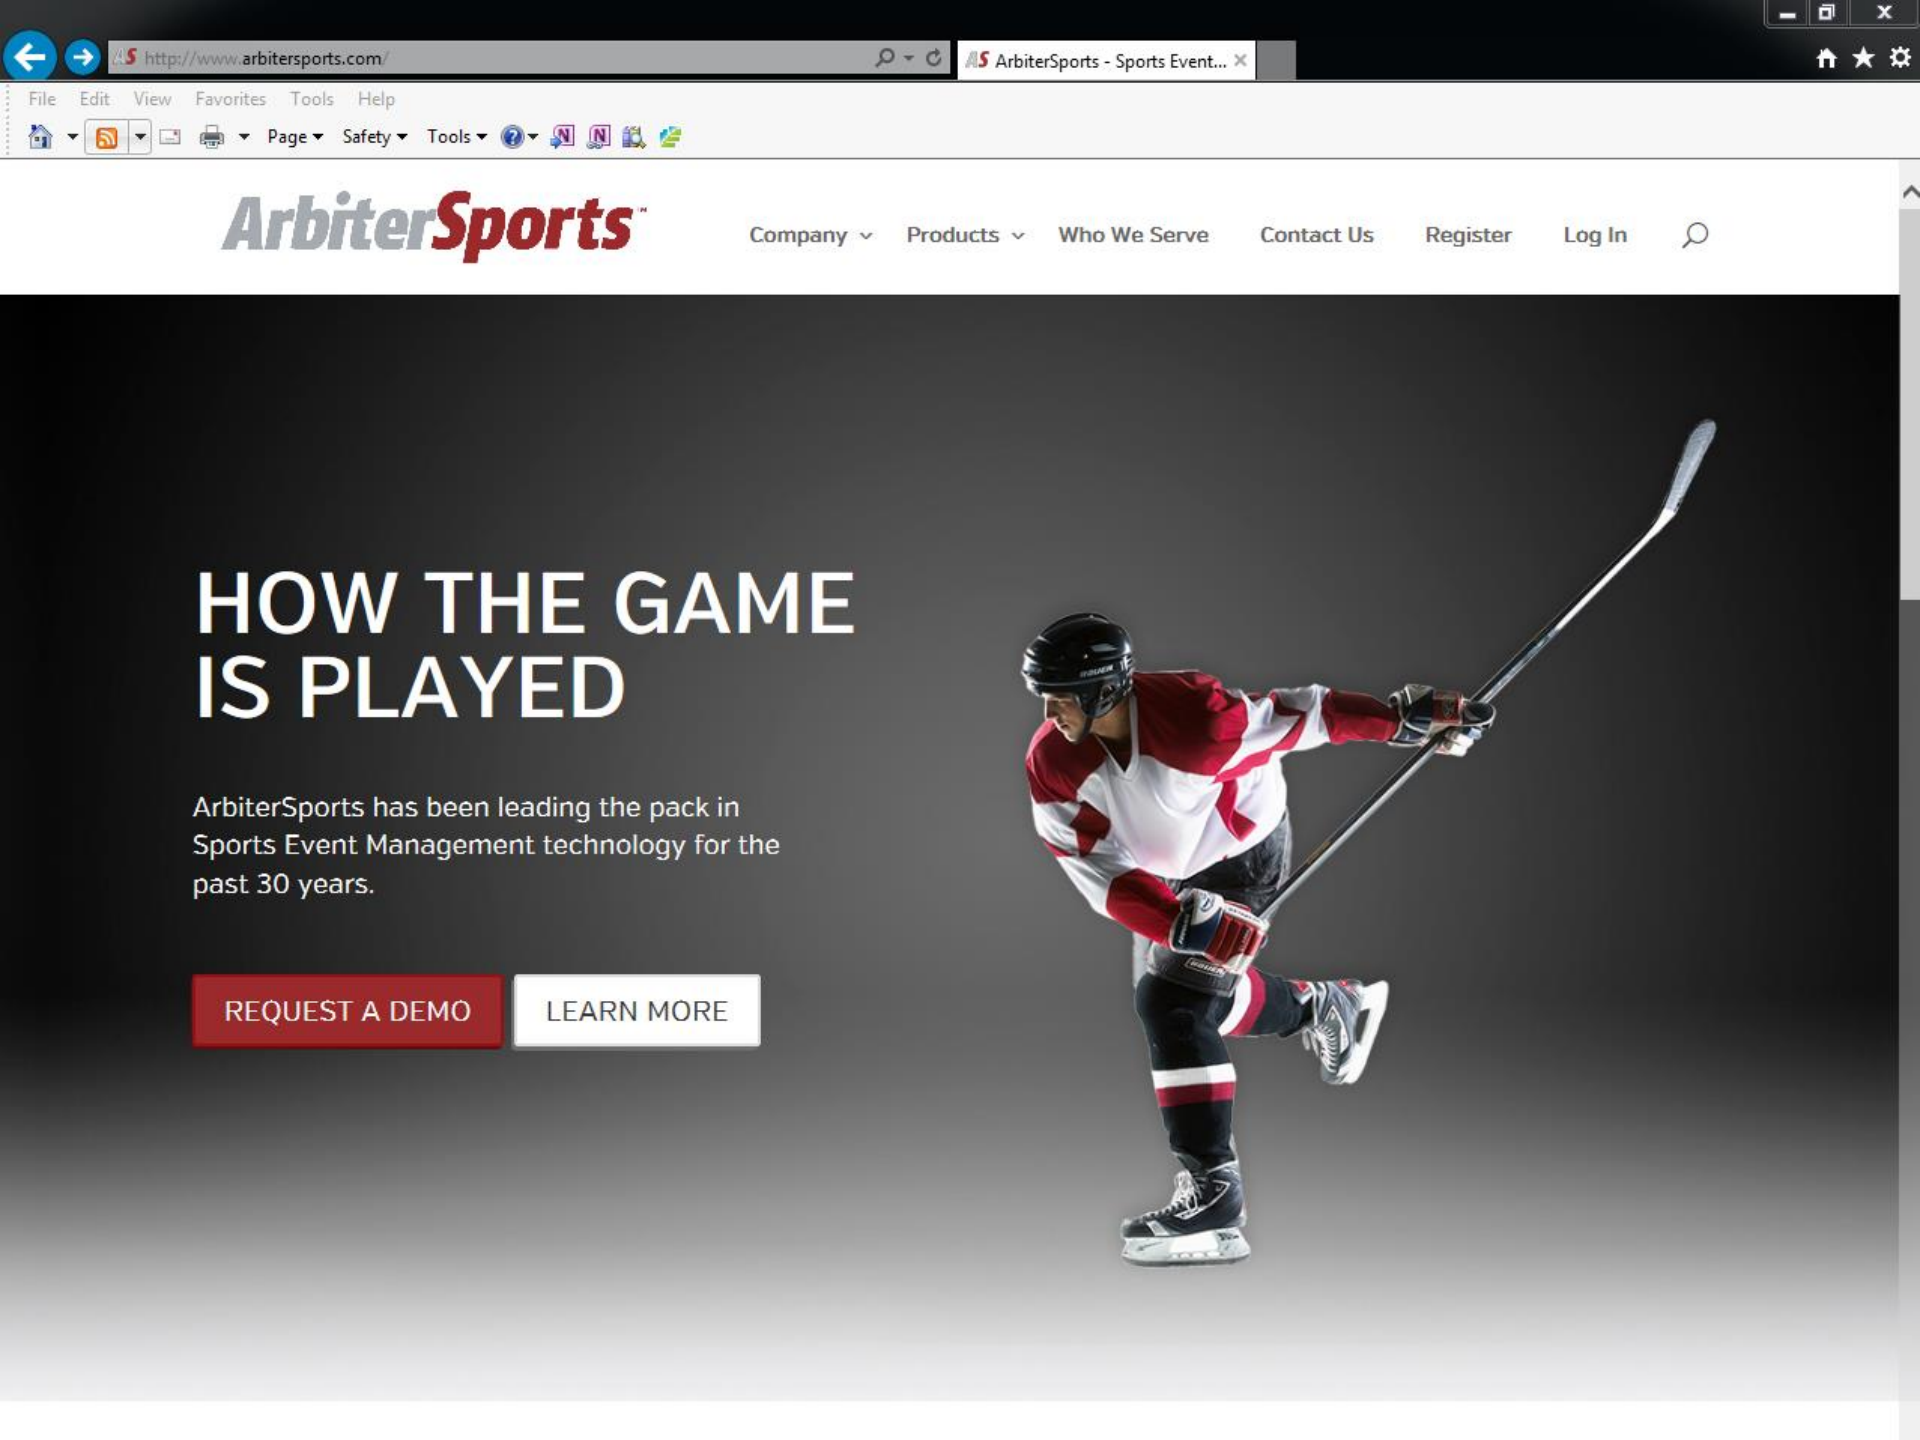 http://www.arbitersports.com/
AS ArbiterSports - Sports Event...
File Edit View Favorites Tools Help
Page Safety Tools
ArbiterSports™
Company Products Who We Serve Contact Us Register Log In
HOW THE GAME
IS PLAYED
ArbiterSports has been leading the pack in
Sports Event Management technology for the
past 30 years.
REQUEST A DEMO LEARN MORE